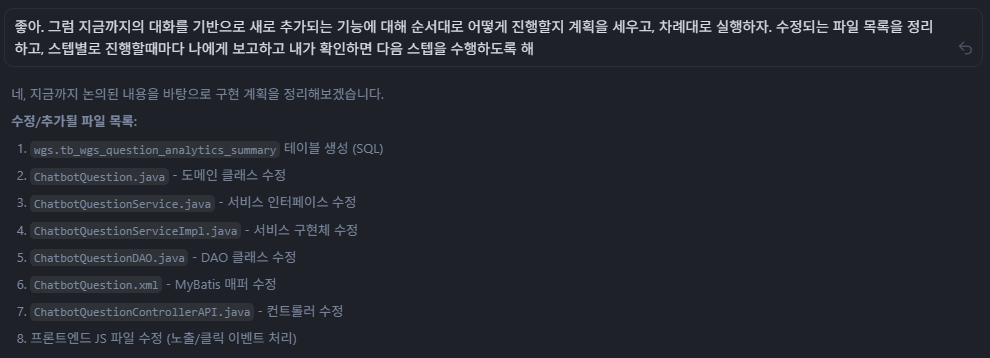 좋아. 그럼 지금까지의 대화를 기반으로 새로 추가되는 기능에 대해 순서대로 어떻게 진행할지 계획을 세우고, 차례대로 실행하자. 수정되는 파일 목록을 정리
하고, 스텝별로 진행할때마다 나에게 보고하고 내가 확인하면 다음 스텝을 수행하도록 해
네, 지금까지 논의된 내용을 바탕으로 구현 계획을 정리해보겠습니다.
수정/추가될 파일 목록:
1. wgs.tb_wgs_question_analytics_summary 테이블 생성 (SQL)
2. ChatbotQuestion.java - 도메인 클래스 수정
3. ChatbotQuestionService.java - 서비스 인터페이스 수정
4. ChatbotQuestionServiceImpl.java - 서비스 구현체 수정
5. ChatbotQuestionDAO.java - DAO 클래스 수정
6. ChatbotQuestion.xml - MyBatis 매퍼 수정
7. ChatbotQuestionControllerAPI.java - 컨트롤러 수정
8. 프론트엔드 JS 파일 수정 (노출/클릭 이벤트 처리)